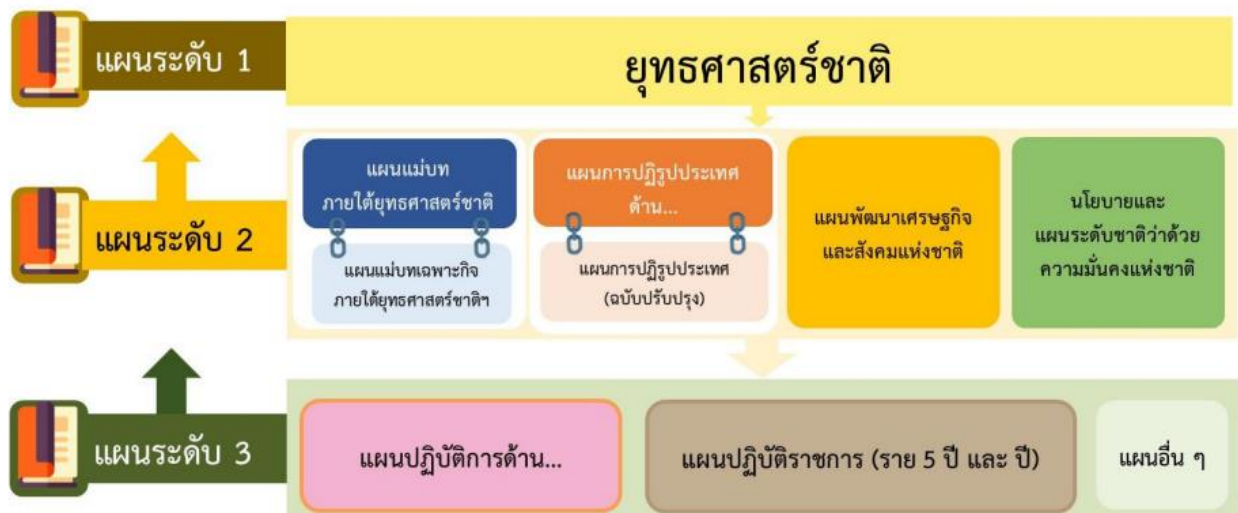 แผนระดับ 1
ยุทธศาสตร์ชาติ
แผนระดับ 2
แผนแม่บท
ภายใต้ยุทธศาสตร์ชาติ
แผนแม่บทเฉพาะกิจ
ภายใต้ยุทธศาสตร์ชาติฯ
แผนการปฏิรูปประเทศ
ด้าน...
แผนการปฏิรูปประเทศ
(ฉบับปรับปรุง)
แผนพัฒนาเศรษฐกิจ
และสังคมแห่งชาติ
นโยบายและ
แผนระดับชาติว่าด้วย
ความมั่นคงแห่งชาติ
แผนระดับ 3
แผนปฏิบัติการด้าน...
แผนปฏิบัติราชการ (ราย 5 ปี และ ปี)
แผนอื่น ๆ